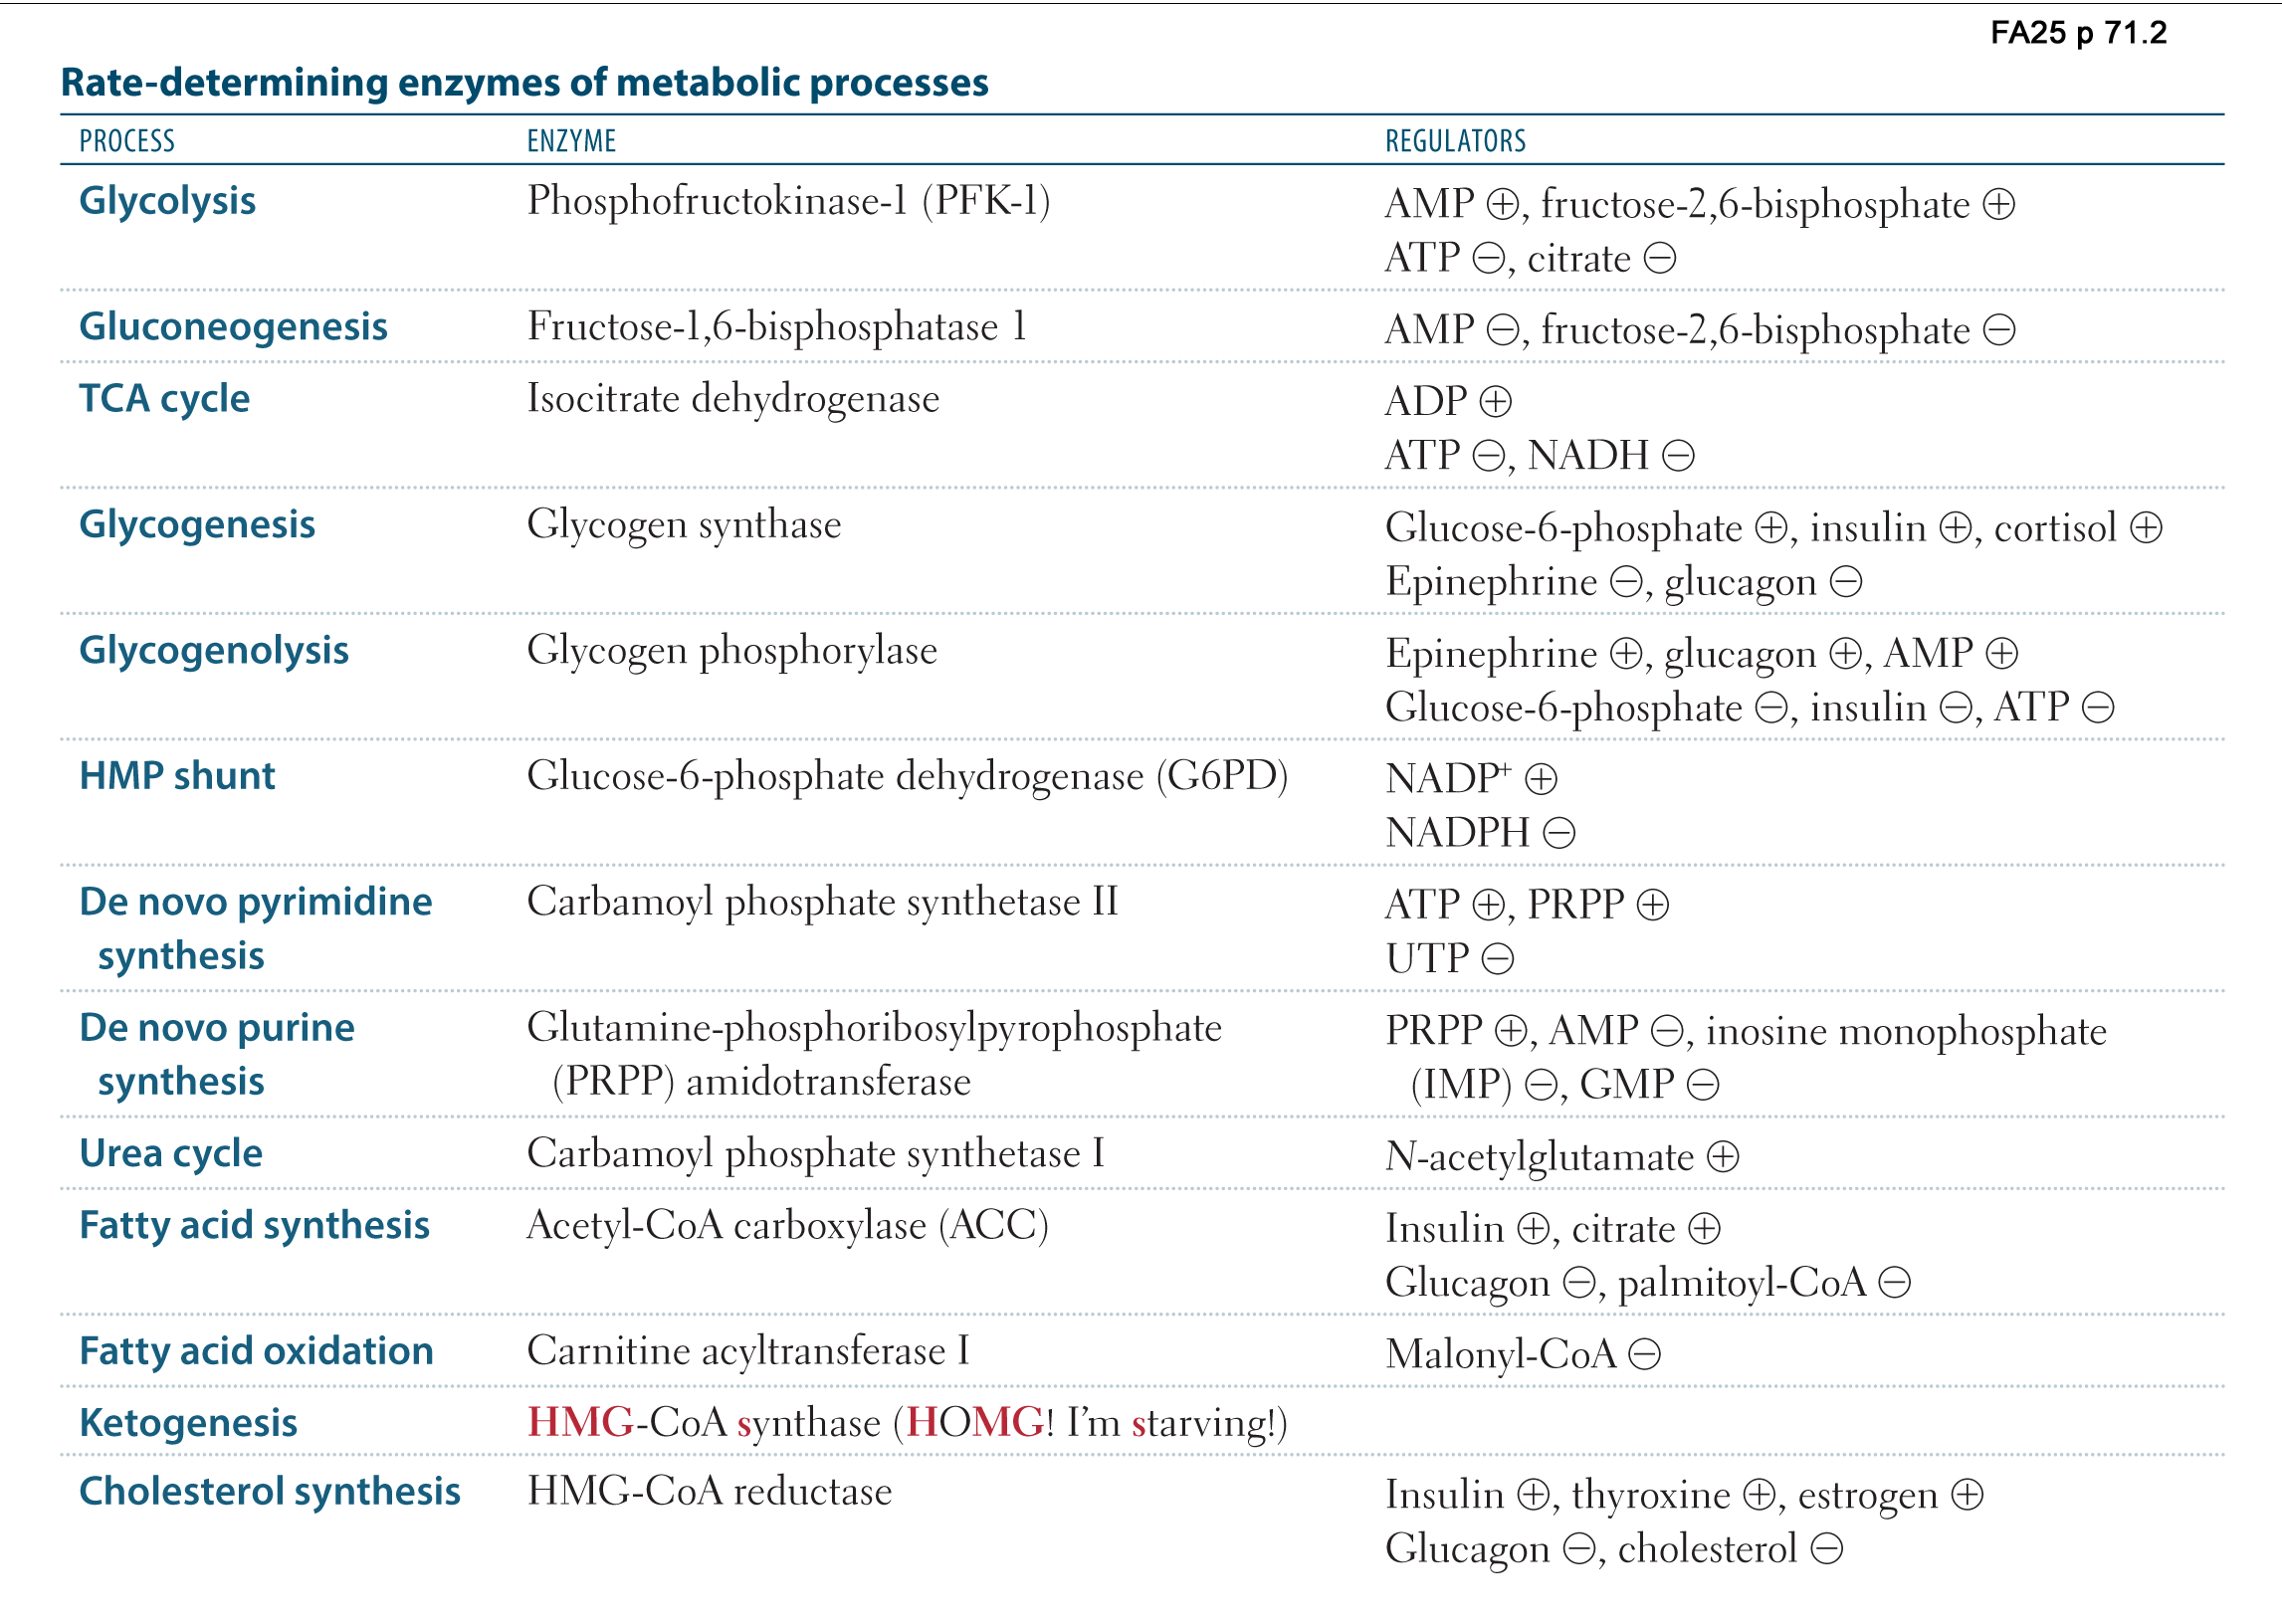 FA25 p 71.2
Rate-determining enzymes of metabolic processes
PROCESS ENZYME REGULATORS
Glycolysis Phosphofructokinase-1 (PFK-1) AMP ⊕, fructose-2,6-bisphosphate ⊕
ATP ⊖, citrate ⊖
Gluconeogenesis Fructose-1,6-bisphosphatase 1 AMP ⊖, fructose-2,6-bisphosphate ⊖
TCA cycle Isocitrate dehydrogenase ADP ⊕
ATP ⊖, NADH ⊖
Glycogenesis Glycogen synthase Glucose-6-phosphate ⊕, insulin ⊕, cortisol ⊕
Epinephrine ⊖, glucagon ⊖
Glycogenolysis Glycogen phosphorylase Epinephrine ⊕, glucagon ⊕, AMP ⊕
Glucose-6-phosphate ⊖, insulin ⊖, ATP ⊖
HMP shunt Glucose-6-phosphate dehydrogenase (G6PD) NADP⁺ ⊕
NADPH ⊖
De novo pyrimidine Carbamoyl phosphate synthetase II ATP ⊕, PRPP ⊕
synthesis UTP ⊖
De novo purine Glutamine-phosphoribosylpyrophosphate PRPP ⊕, AMP ⊖, inosine monophosphate
synthesis (PRPP) amidotransferase (IMP) ⊖, GMP ⊖
Urea cycle Carbamoyl phosphate synthetase I N-acetylglutamate ⊕
Fatty acid synthesis Acetyl-CoA carboxylase (ACC) Insulin ⊕, citrate ⊕
Glucagon ⊖, palmitoyl-CoA ⊖
Fatty acid oxidation Carnitine acyltransferase I Malonyl-CoA ⊖
Ketogenesis HMG-CoA synthase (HOMG! I'm starving!)
Cholesterol synthesis HMG-CoA reductase Insulin ⊕, thyroxine ⊕, estrogen ⊕
Glucagon ⊖, cholesterol ⊖